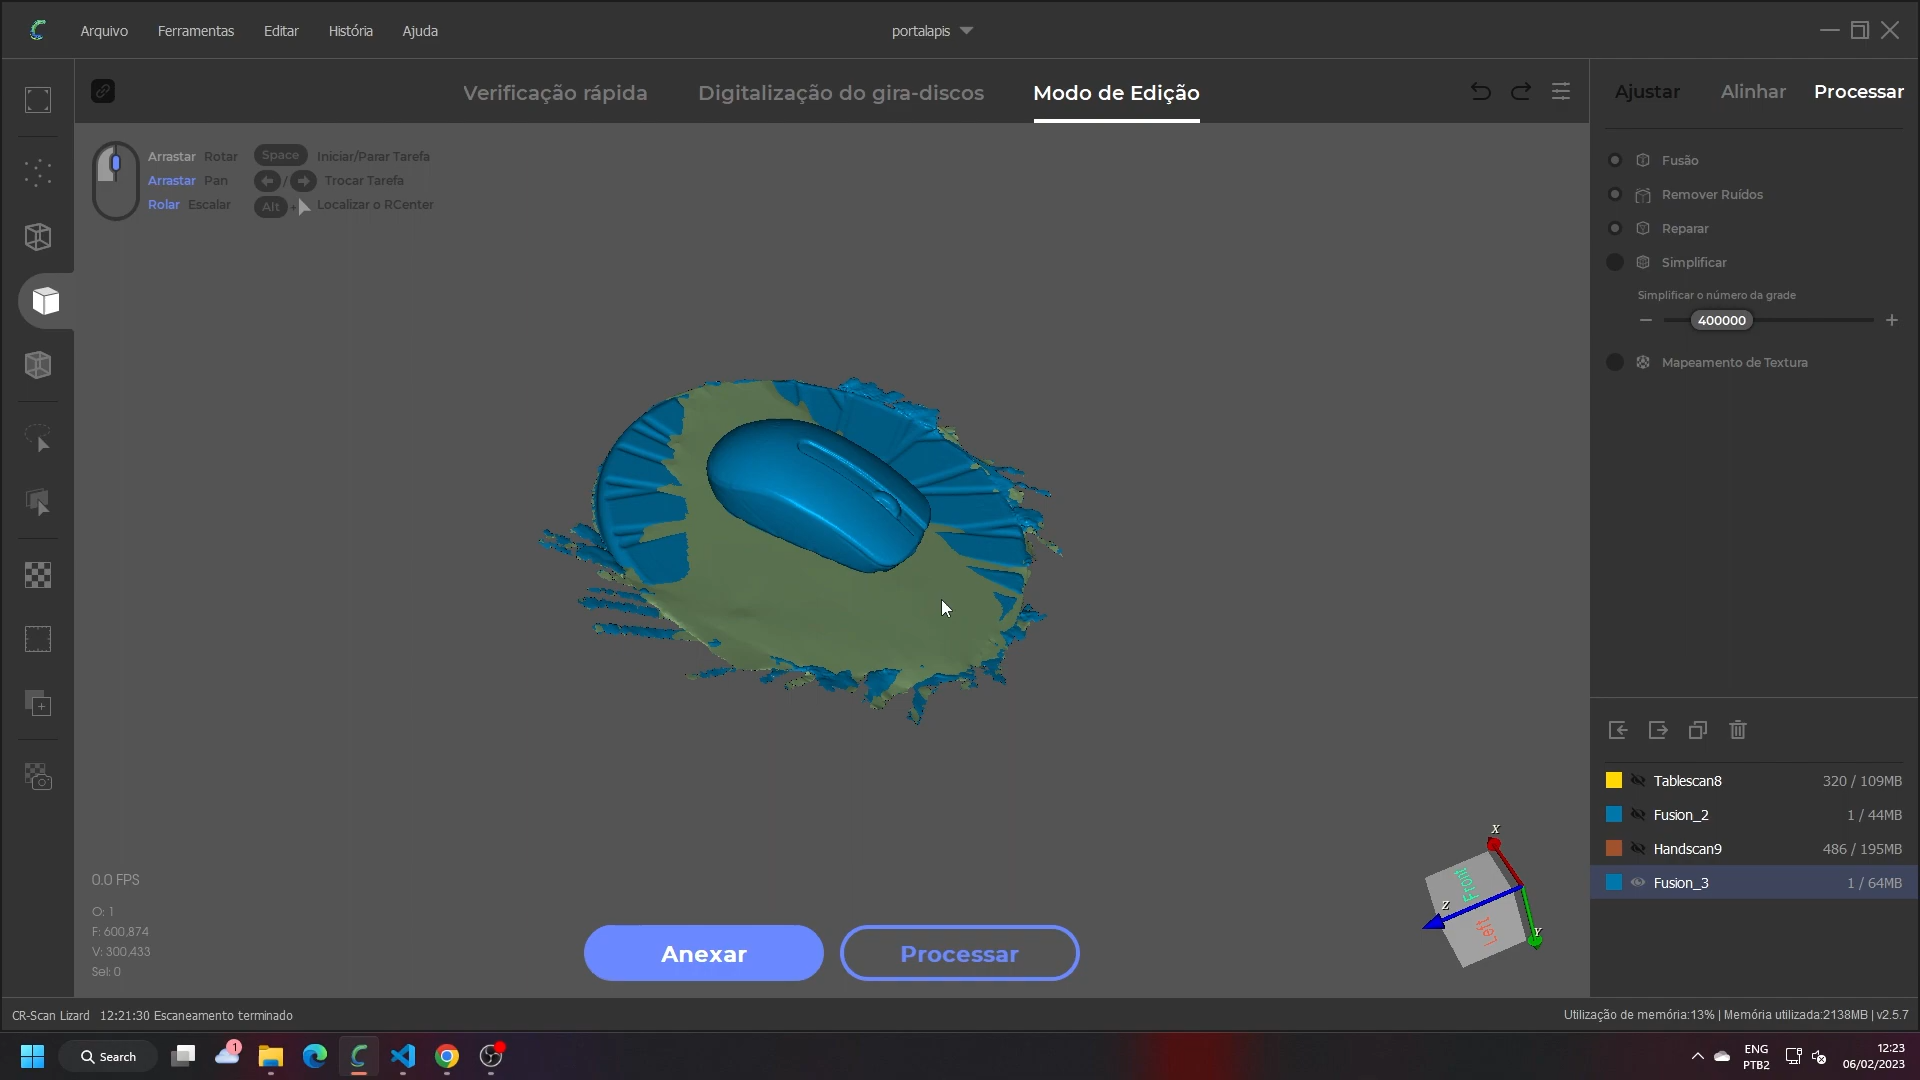 Arquivo Ferramentas Editar História Ajuda portalapis
Verificação rápida Digitalização do gira-discos Modo de Edição
Ajustar Alinhar Processar
Arrastar Rotar Space Iniciar/Parar Tarefa
Arrastar Pan / Trocar Tarefa
Rolar Escalar Alt + Localizar o RCenter
Fusão
Remover Ruídos
Reparar
Simplificar
Simplificar o número da grade
400000
Mapeamento de Textura
Tablescan8 320 / 109MB
Fusion_2 1 / 44MB
Handscan9 486 / 195MB
Fusion_3 1 / 64MB
X
Front
Z
Left
Y
0.0 FPS
O: 1
F: 600,874
V: 300,433
Sel: 0
Anexar Processar
CR-Scan Lizard 12:21:30 Escaneamento terminado
Utilização de memória:13% | Memória utilizada:2138MB | v2.5.7
Search
1
ENG
PTB2
12:23
06/02/2023